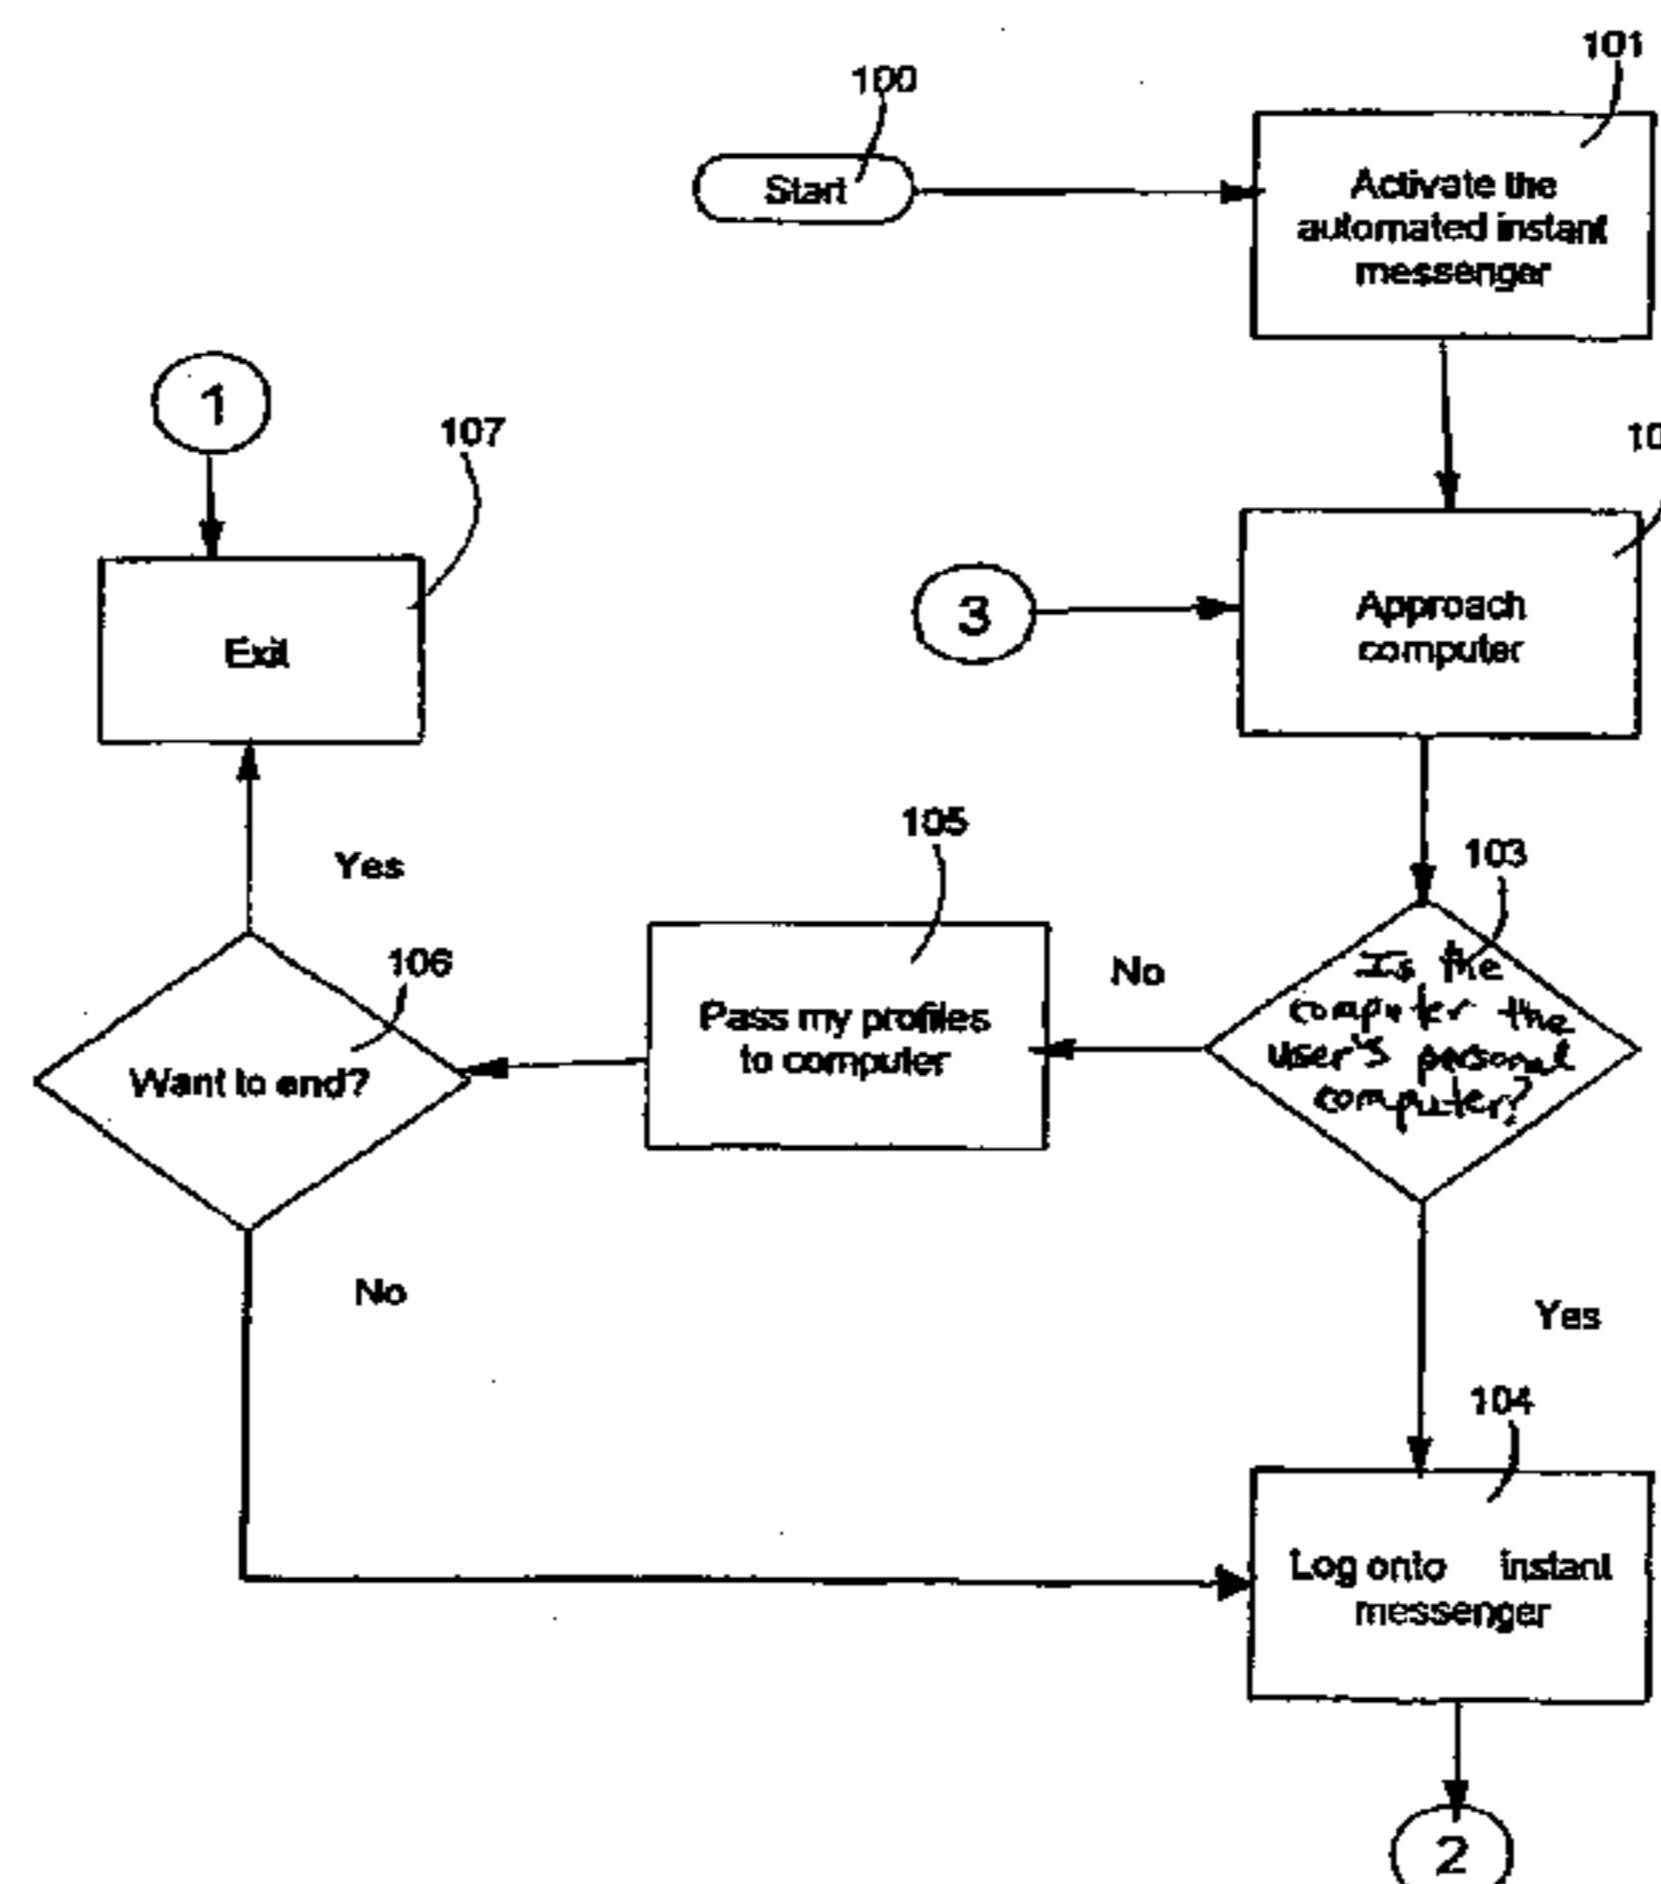 100
101
Start
Activate the
automated instant
messenger
1
107
10
Exit
3
Approach
computer
105
103
Yes
106
No
Is the
computer the
user's personal
computer?
Pass my profiles
to computer
Want to end?
No
Yes
104
Log onto instant
messenger
2